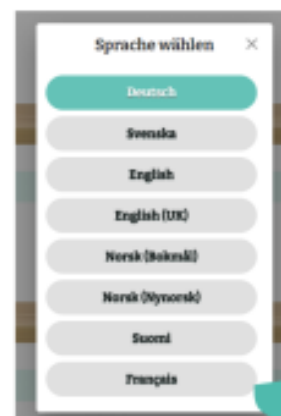 Sprache wählen
Deutsch
Svenska
English
English (UK)
Norsk (Bokmål)
Norsk (Nynorsk)
Suomi
Français